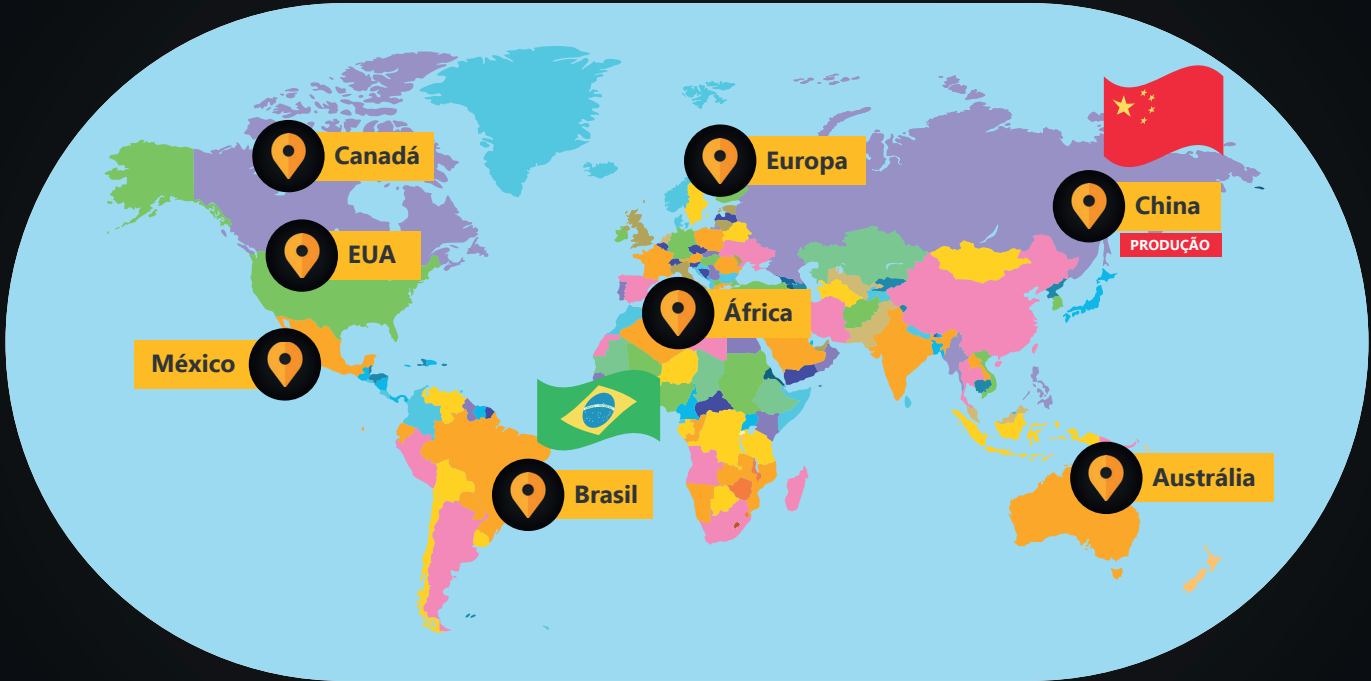 Canadá
Europa
China
PRODUÇÃO
EUA
África
México
Austrália
Brasil